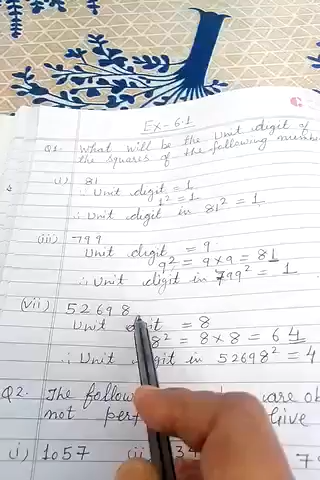 Ex-6.1
Q1. What will be the unit digit of
the squares of the following
i) 81
∴ Unit digit = 1
1² = 1
∴ Unit digit in 81² = 1
(iii) 799
Unit digit = 9
9² = 9×9 = 81
∴ Unit digit in 799² = 1
(vii) 52698
Unit digit = 8
8² = 8×8 = 64
∴ Unit digit in 52698² = 4
Q2. The are
not
i) 1057 (ii) 34